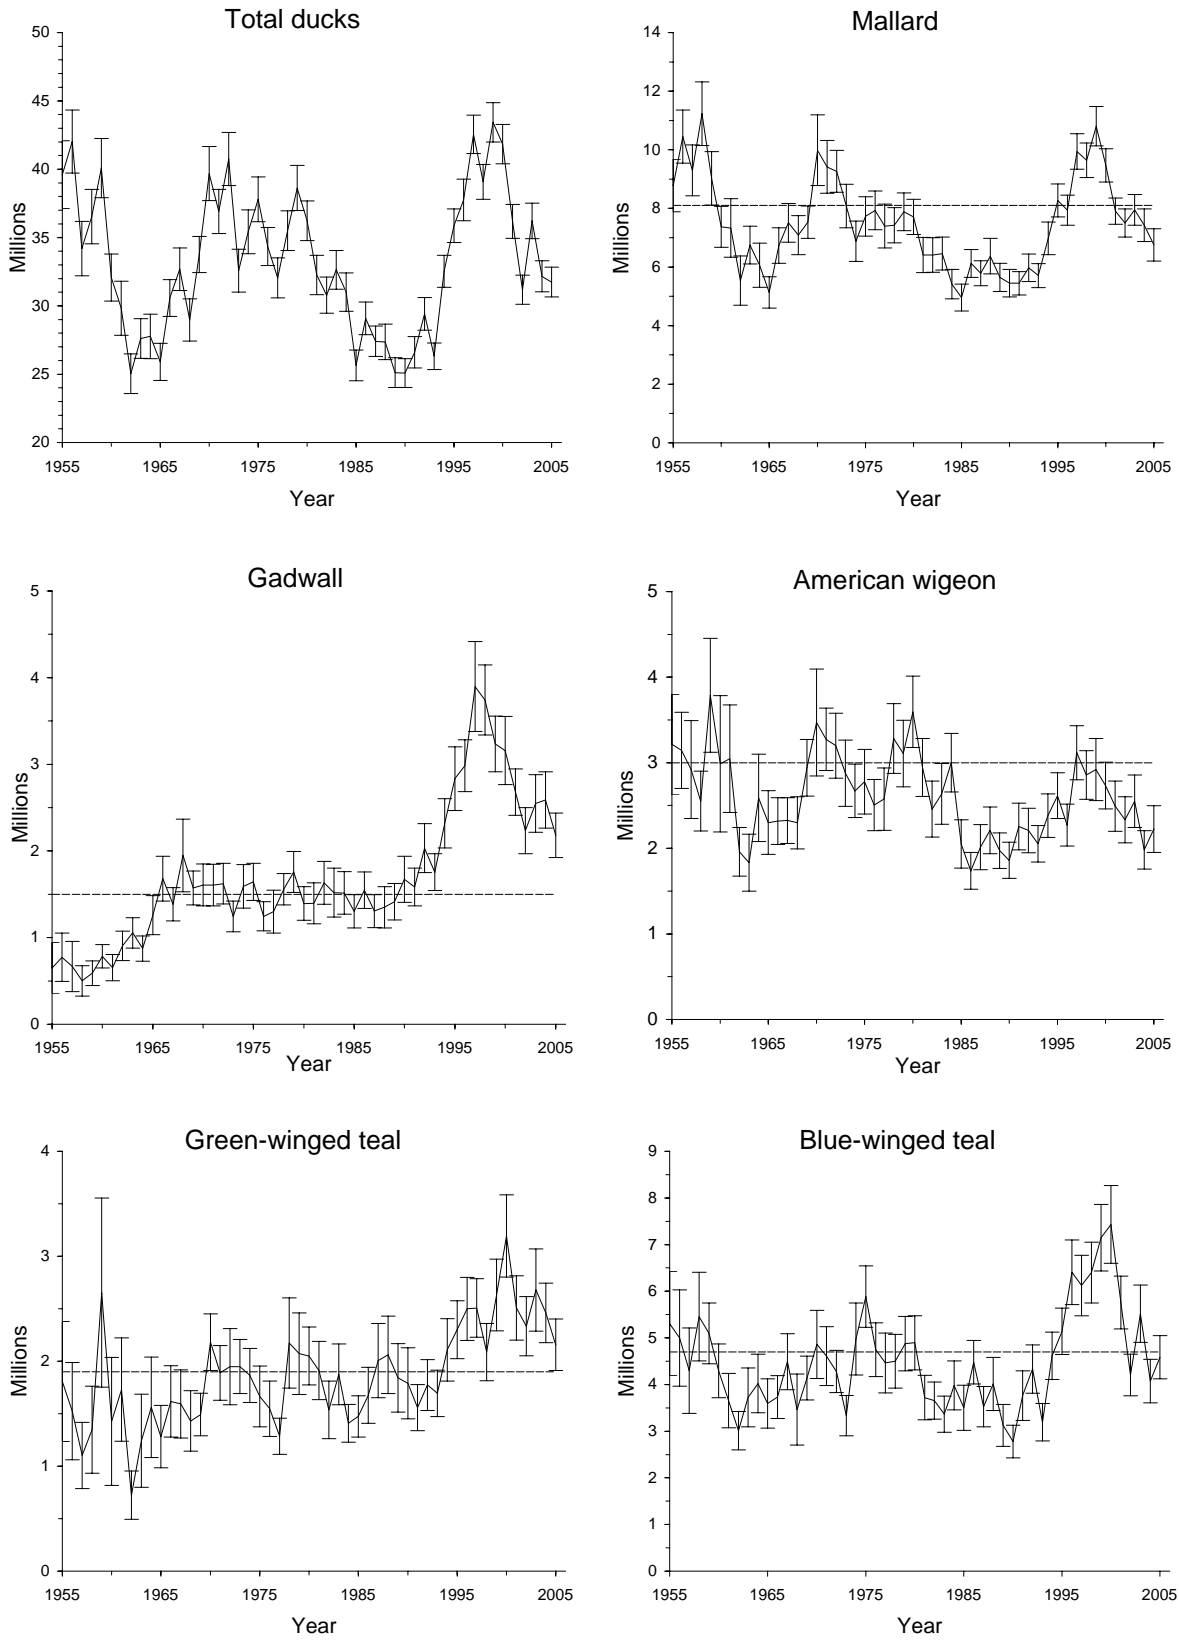 Total ducks
50
45
40
35
30
25
20
Millions
1955 1965 1975 1985 1995 2005
Year
Mallard
14
12
10
8
6
4
2
0
Millions
1955 1965 1975 1985 1995 2005
Year
Gadwall
5
4
3
2
1
0
Millions
1955 1965 1975 1985 1995 2005
Year
American wigeon
5
4
3
2
1
0
Millions
1955 1965 1975 1985 1995 2005
Year
Green-winged teal
4
3
2
1
0
Millions
1955 1965 1975 1985 1995 2005
Year
Blue-winged teal
9
8
7
6
5
4
3
2
1
0
Millions
1955 1965 1975 1985 1995 2005
Year